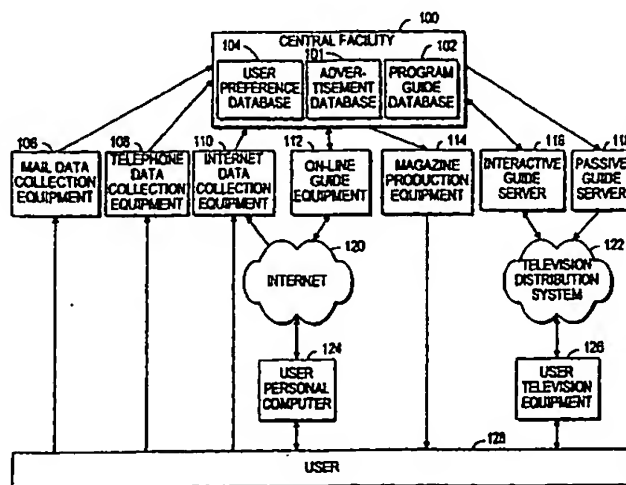 100
CENTRAL FACILITY
104
101
102
USER
PREFERENCE
DATABASE
ADVER-
TISEMENT
DATABASE
PROGRAM
GUIDE
DATABASE
106
108
110
112
114
116
118
MAIL DATA
COLLECTION
EQUIPMENT
TELEPHONE
DATA
COLLECTION
EQUIPMENT
INTERNET
DATA
COLLECTION
EQUIPMENT
ON-LINE
GUIDE
EQUIPMENT
MAGAZINE
PRODUCTION
EQUIPMENT
INTERACTIVE
GUIDE
SERVER
PASSIVE
GUIDE
SERVER
120
INTERNET
122
TELEVISION
DISTRIBUTION
SYSTEM
124
USER
PERSONAL
COMPUTER
126
USER
TELEVISION
EQUIPMENT
128
USER